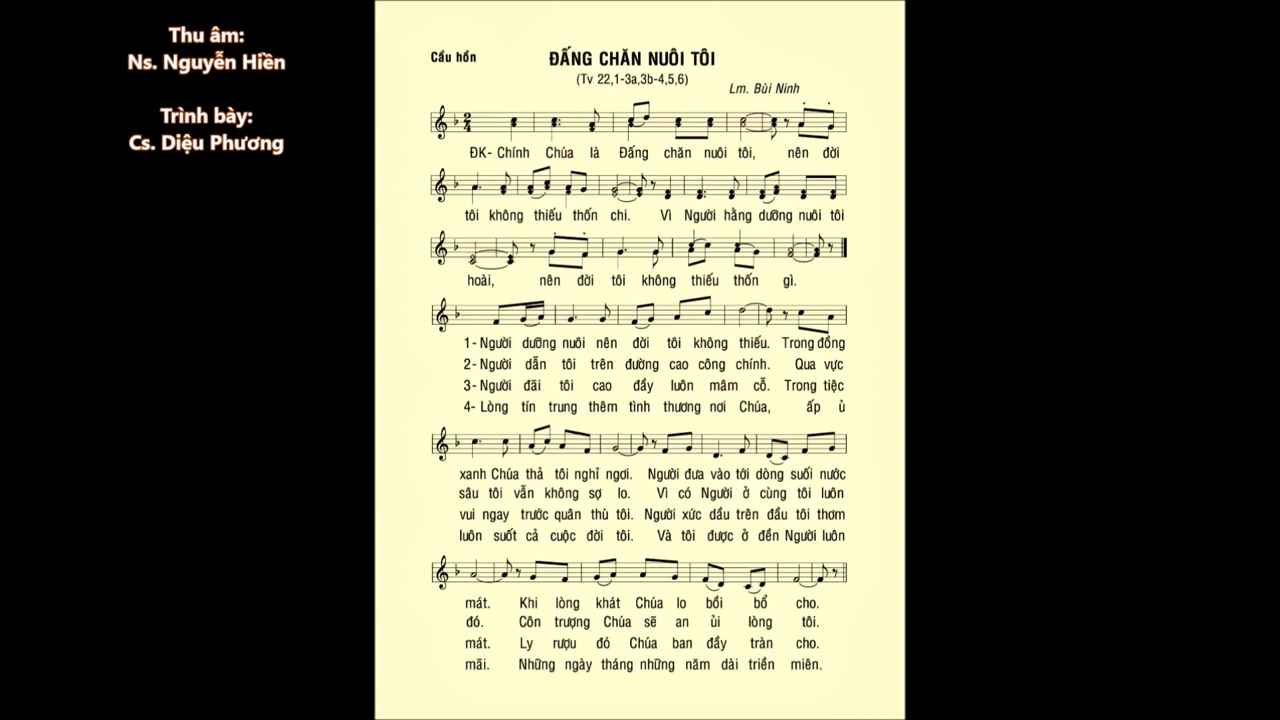 Thu âm:
Ns. Nguyễn Hiền
Trình bày:
Cs. Diệu Phương
Cầu hồn
ĐẤNG CHĂN NUÔI TÔI
(Tv 22,1-3a,3b-4,5,6)
Lm. Bùi Ninh
ĐK- Chính Chúa là Đấng chăn nuôi tôi, nên đời
tôi không thiếu thốn chi. Vì Người hằng dưỡng nuôi tôi
hoài, nên đời tôi không thiếu thốn gì.
1- Người dưỡng nuôi nên đời tôi không thiếu. Trong đồng
2- Người dẫn tôi trên đường cao công chính. Qua vực
3- Người đãi tôi cao đầy luôn mâm cỗ. Trong tiệc
4- Lòng tín trung thêm tình thương nơi Chúa, ấp ủ
xanh Chúa thả tôi nghỉ ngơi. Người đưa vào tới dòng suối nước
sâu tôi vẫn không sợ lo. Vì có Người ở cùng tôi luôn
vui ngay trước quân thù tôi. Người xức dầu trên đầu tôi thơm
luôn suốt cả cuộc đời tôi. Và tôi được ở đền Người luôn
mát. Khi lòng khát Chúa lo bồi bổ cho.
đó. Côn trượng Chúa sẽ an ủi lòng tôi.
mát. Ly rượu đó Chúa ban đầy tràn cho.
mãi. Những ngày tháng những năm dài triền miên.